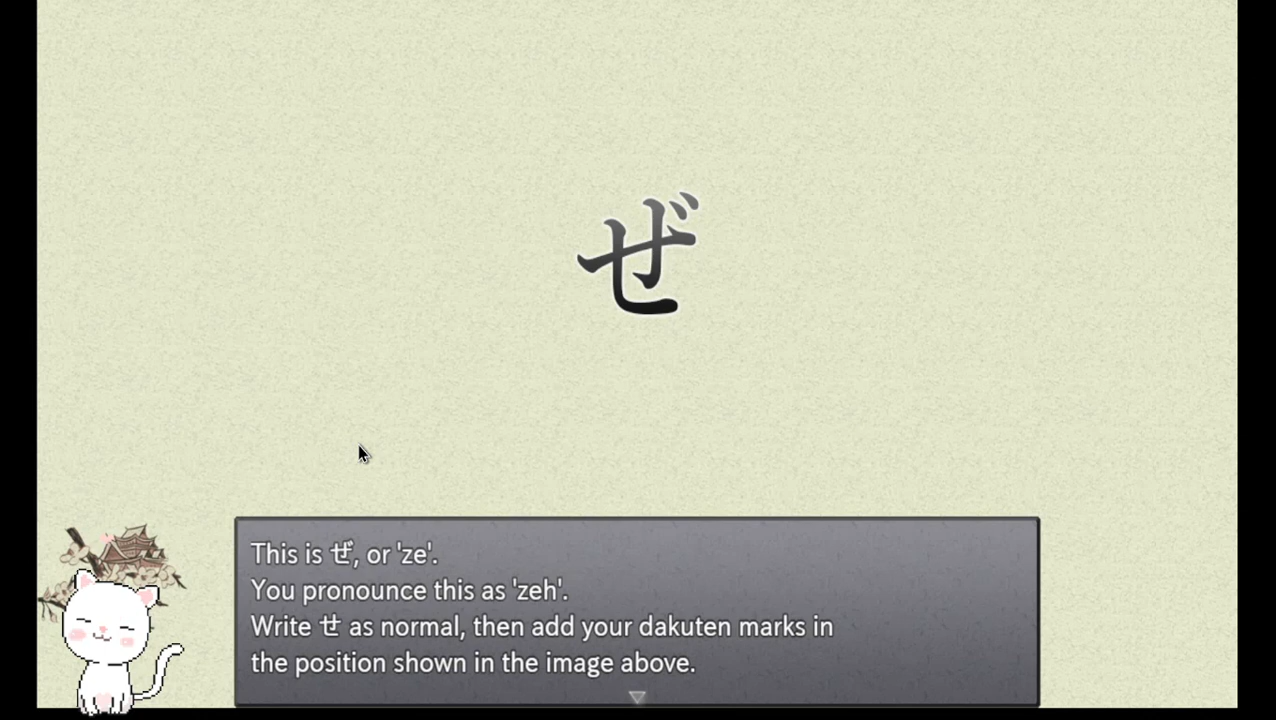 ぜ
This is ぜ, or 'ze'.
You pronounce this as 'zeh'.
Write せ as normal, then add your dakuten marks in
the position shown in the image above.